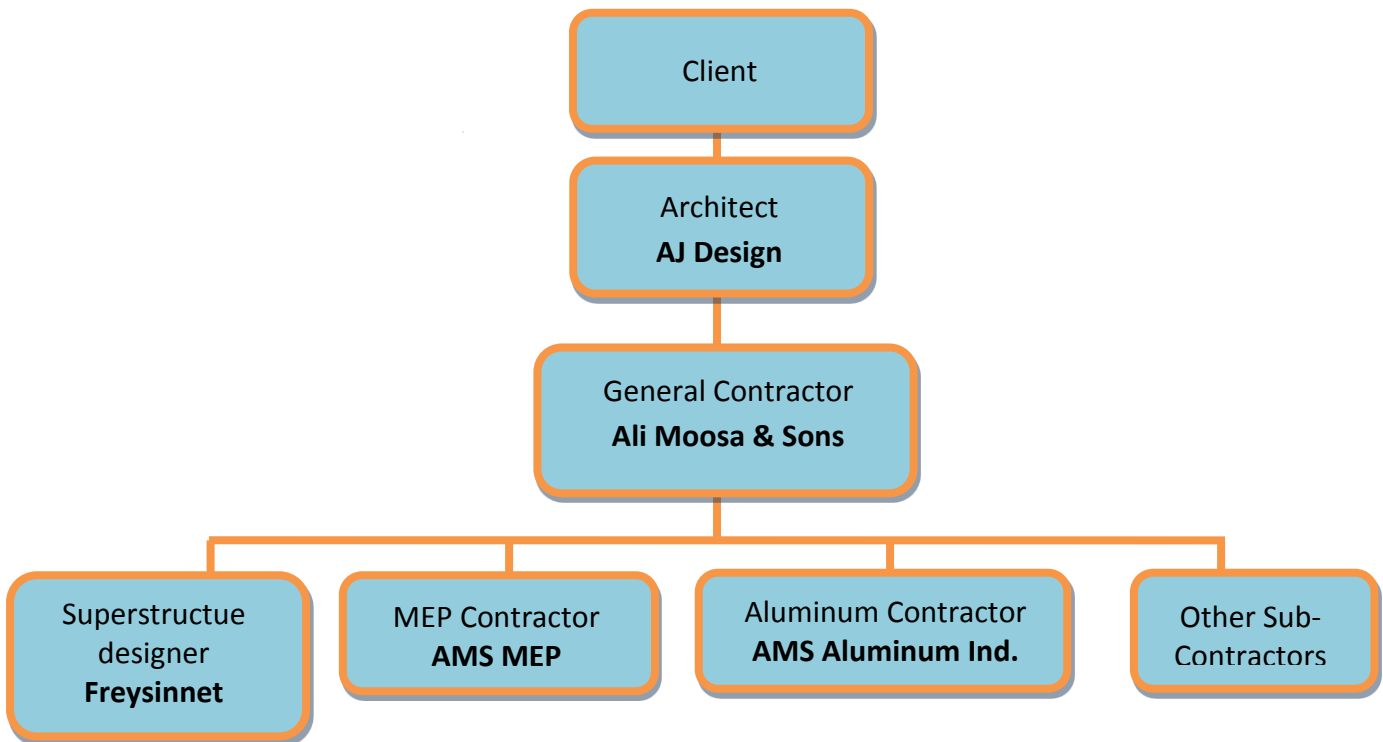 Client
Architect
AJ Design
General Contractor
Ali Moosa & Sons
Superstructue
designer
Freysinnet
MEP Contractor
AMS MEP
Aluminum Contractor
AMS Aluminum Ind.
Other Sub-
Contractors